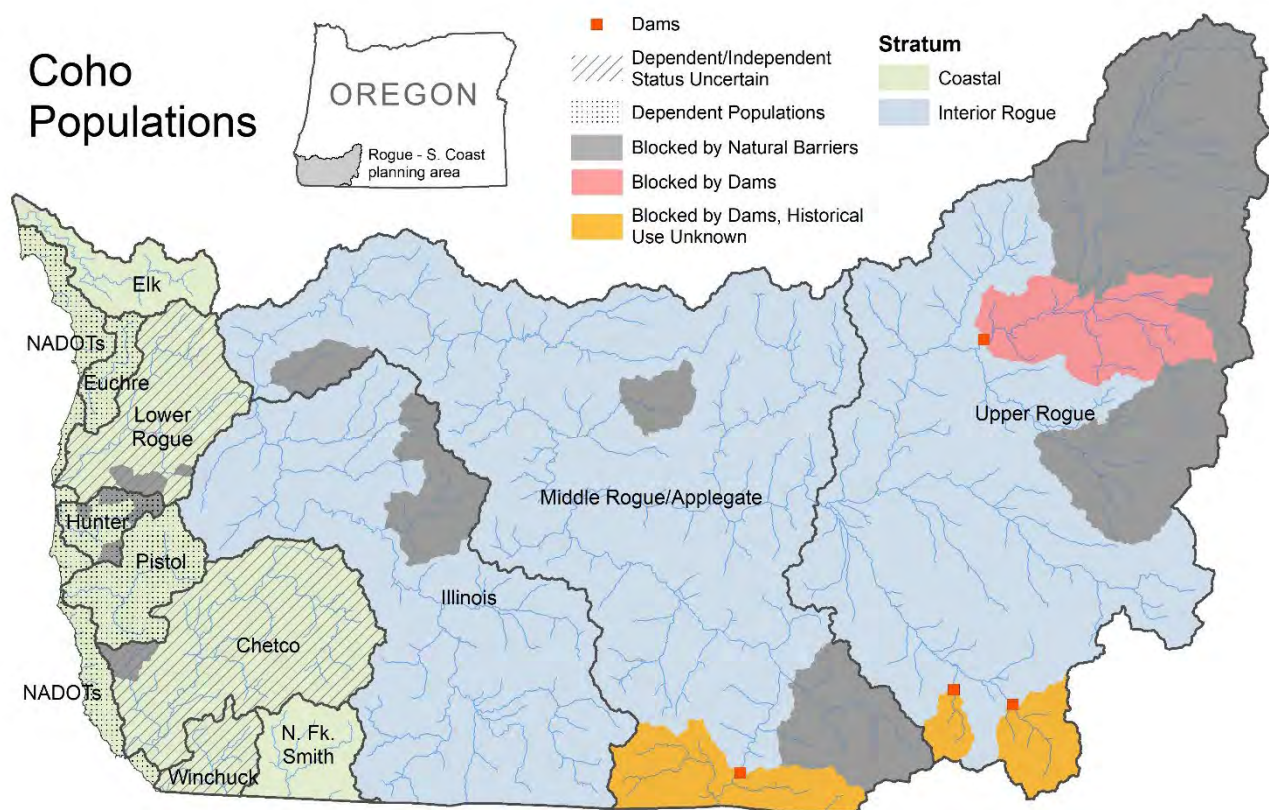 Coho
Populations
OREGON
Rogue - S. Coast
planning area
Dams
Dependent/Independent
Status Uncertain
Dependent Populations
Blocked by Natural Barriers
Blocked by Dams
Blocked by Dams, Historical
Use Unknown
Stratum
Coastal
Interior Rogue
Elk
NADOTs
Euchre
Lower
Rogue
Upper Rogue
Middle Rogue/Applegate
Hunter
Pistol
Illinois
Chetco
NADOTs
N. Fk.
Smith
Winchuck